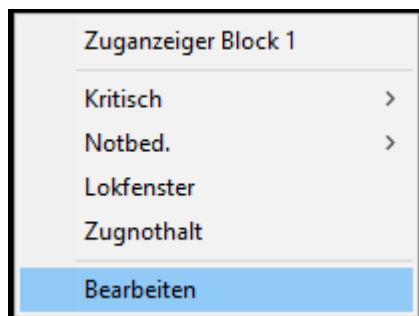 Zuganzeiger Block 1
Kritisch
Notbed.
Lokfenster
Zugnothalt
Bearbeiten